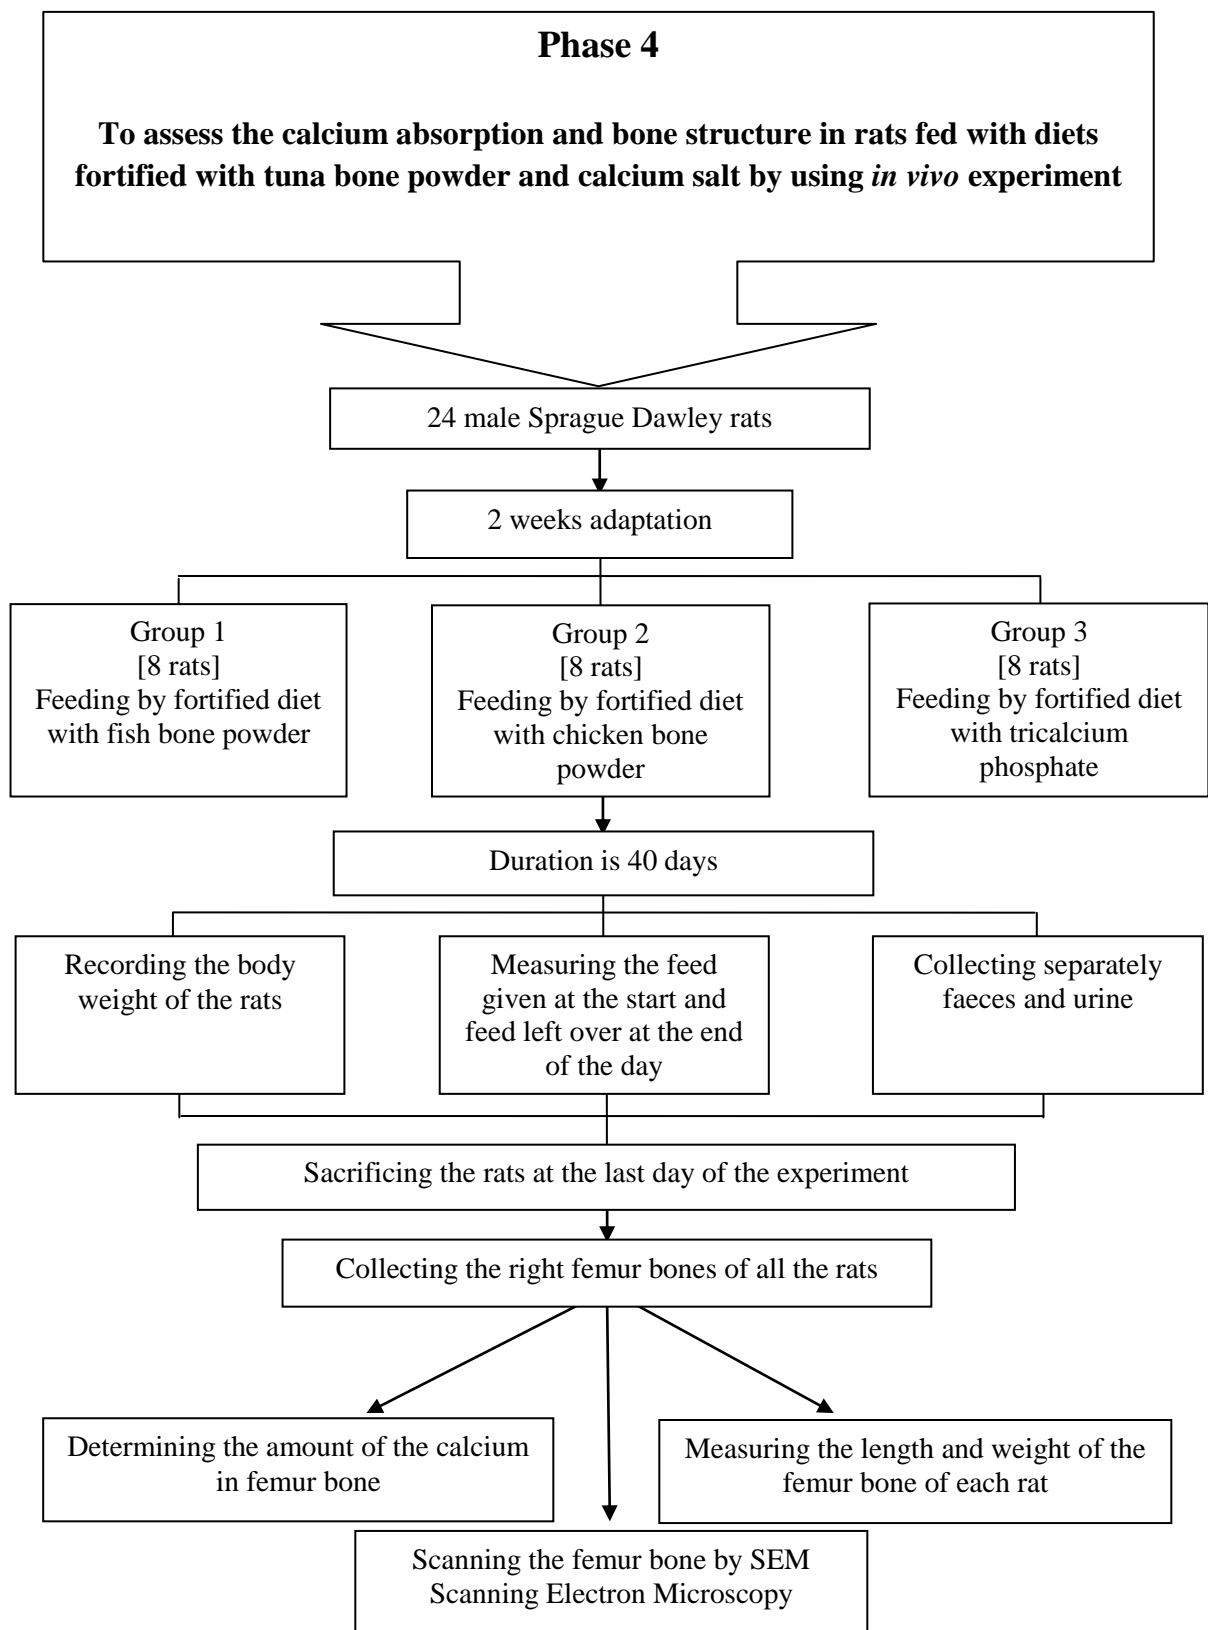 Phase 4
To assess the calcium absorption and bone structure in rats fed with diets
fortified with tuna bone powder and calcium salt by using in vivo experiment
24 male Sprague Dawley rats
2 weeks adaptation
Group 1
[8 rats]
Feeding by fortified diet
with fish bone powder
Group 2
[8 rats]
Feeding by fortified diet
with chicken bone
powder
Group 3
[8 rats]
Feeding by fortified diet
with tricalcium
phosphate
Duration is 40 days
Recording the body
weight of the rats
Measuring the feed
given at the start and
feed left over at the end
of the day
Collecting separately
faeces and urine
Sacrificing the rats at the last day of the experiment
Collecting the right femur bones of all the rats
Determining the amount of the calcium
in femur bone
Measuring the length and weight of the
femur bone of each rat
Scanning the femur bone by SEM
Scanning Electron Microscopy